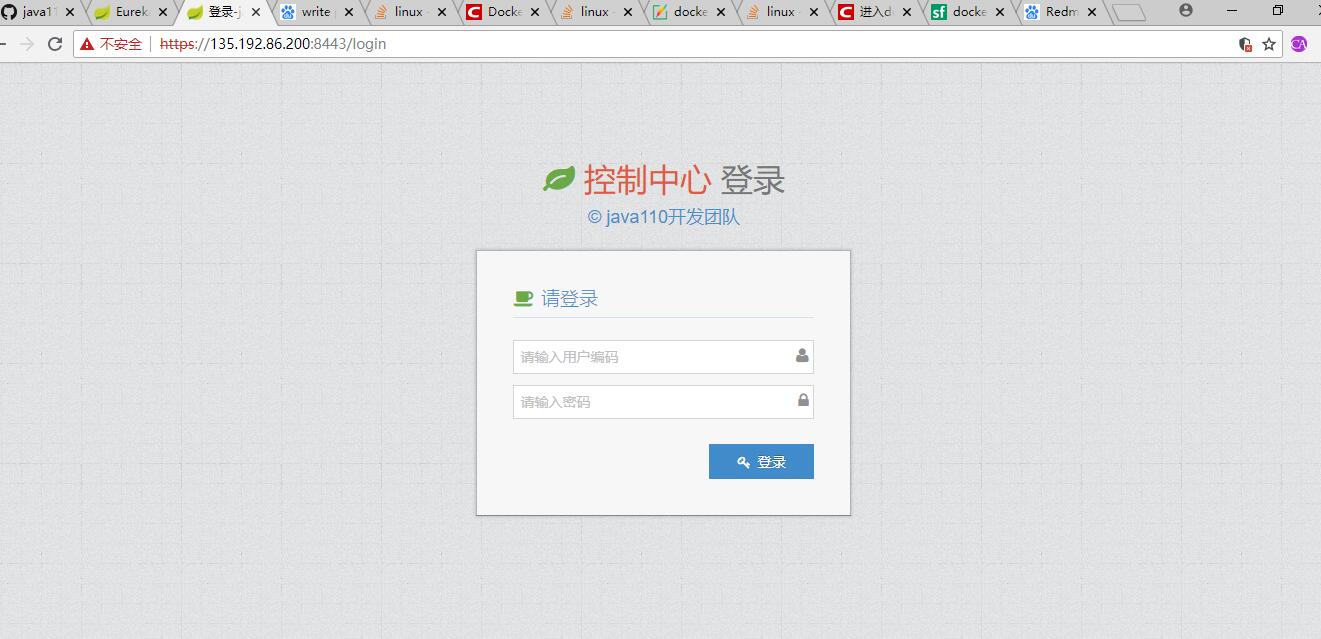 java11
Eurek
登录-j
write
linux -
Docke
linux -
docke
linux -
进入d
docke
Redm
不安全 https://135.192.86.200:8443/login
控制中心 登录
© java110开发团队
请登录
请输入用户编码
请输入密码
登录